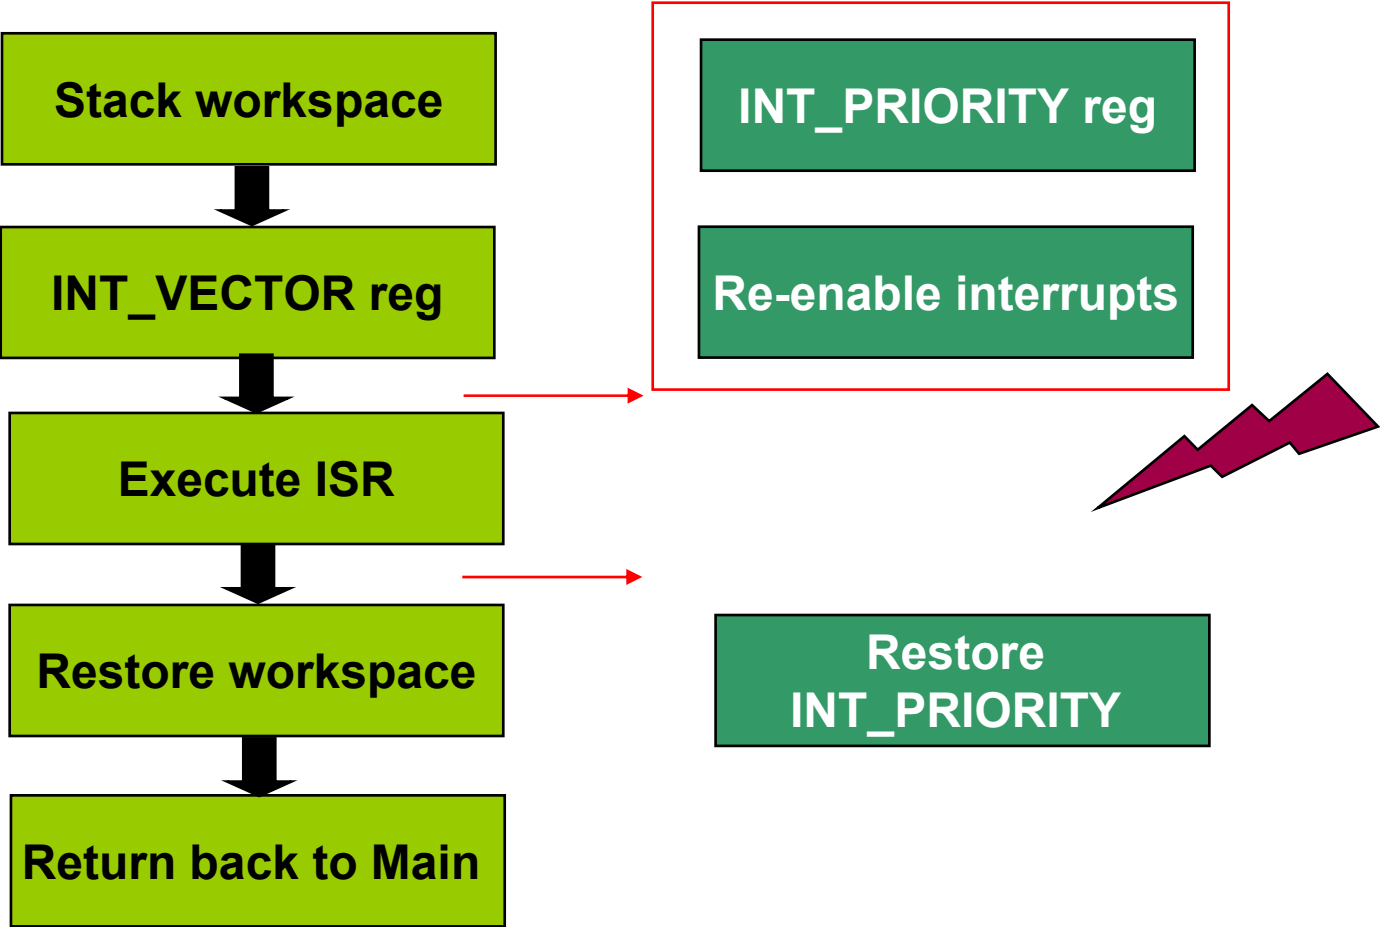 Stack workspace
INT_VECTOR reg
Execute ISR
Restore workspace
Return back to Main
INT_PRIORITY reg
Re-enable interrupts
Restore
INT_PRIORITY